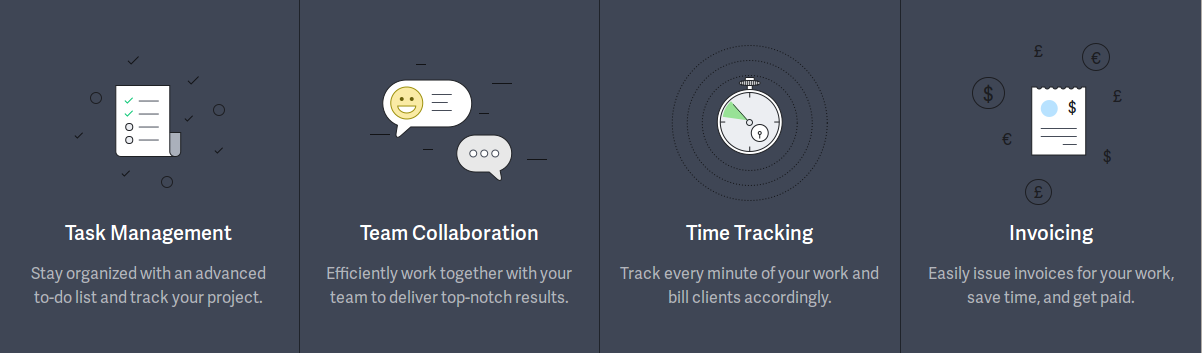 £
€
$
£
$
€
$
£
Task Management
Stay organized with an advanced
to-do list and track your project.
Team Collaboration
Efficiently work together with your
team to deliver top-notch results.
Time Tracking
Track every minute of your work and
bill clients accordingly.
Invoicing
Easily issue invoices for your work,
save time, and get paid.